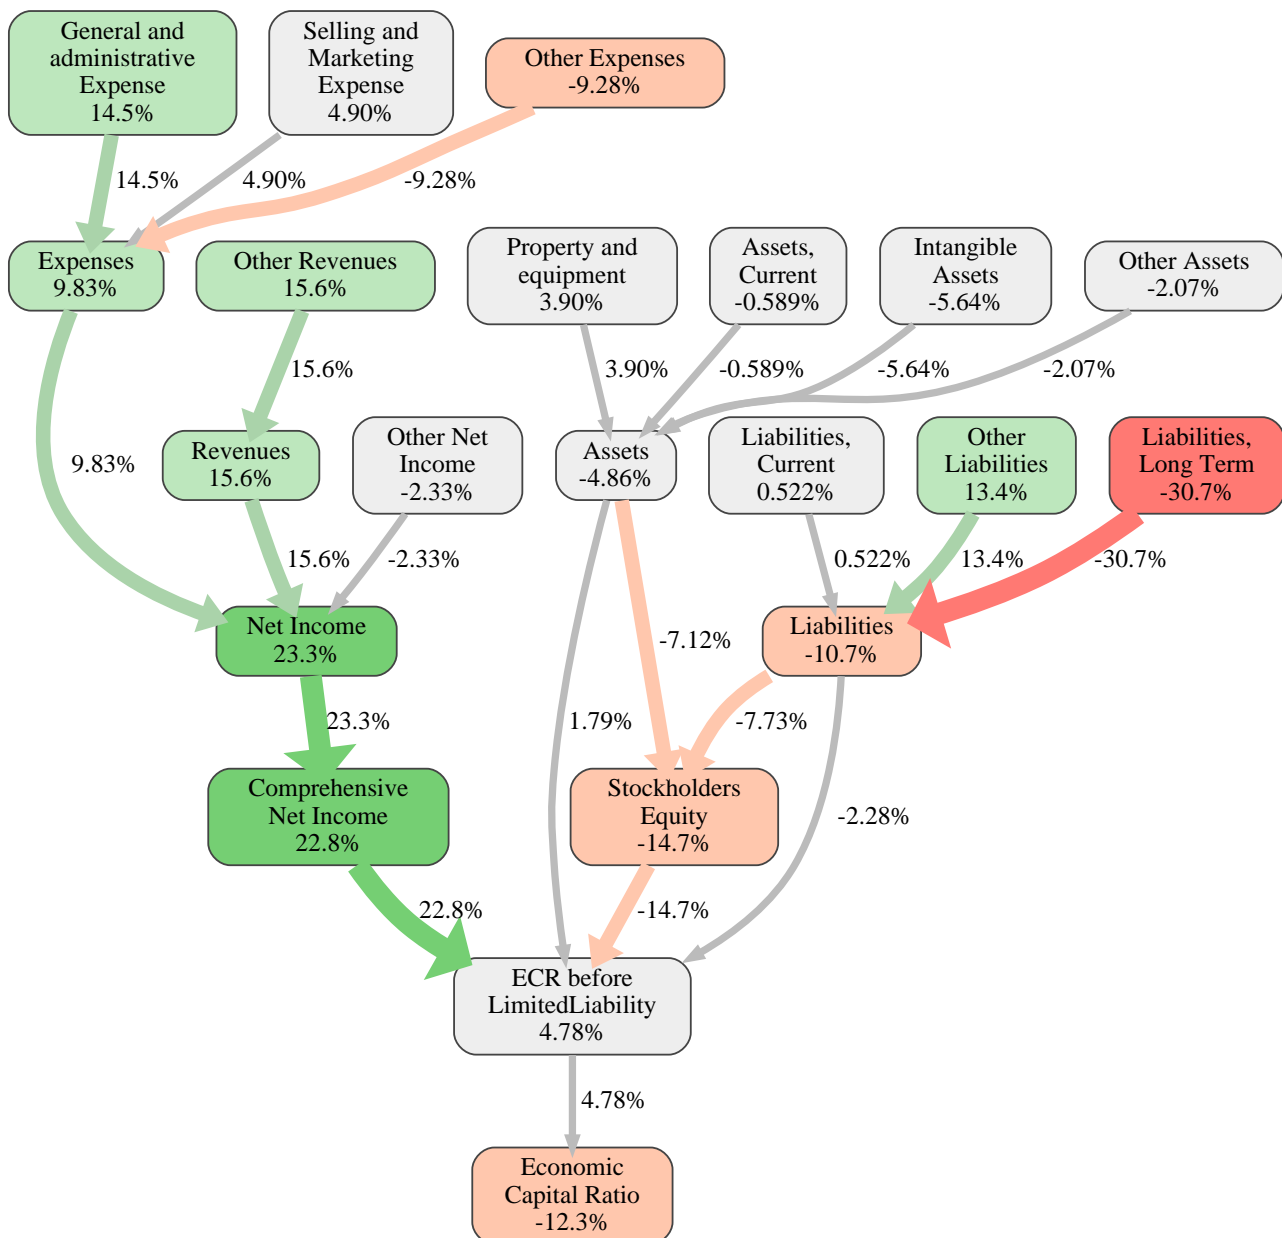 General and
administrative
Expense
14.5%
Selling and
Marketing
Expense
4.90%
Other Expenses
-9.28%
14.5%
4.90%
-9.28%
Expenses
9.83%
Other Revenues
15.6%
Property and
equipment
3.90%
Assets,
Current
-0.589%
Intangible
Assets
-5.64%
Other Assets
-2.07%
15.6%
3.90%
-0.589%
-5.64%
-2.07%
9.83%
Revenues
15.6%
Other Net
Income
-2.33%
Assets
-4.86%
Liabilities,
Current
0.522%
Other
Liabilities
13.4%
Liabilities,
Long Term
-30.7%
15.6%
-2.33%
0.522%
13.4%
-30.7%
Net Income
23.3%
-7.12%
Liabilities
-10.7%
23.3%
1.79%
-7.73%
Comprehensive
Net Income
22.8%
Stockholders
Equity
-14.7%
-2.28%
22.8%
-14.7%
ECR before
LimitedLiability
4.78%
4.78%
Economic
Capital Ratio
-12.3%